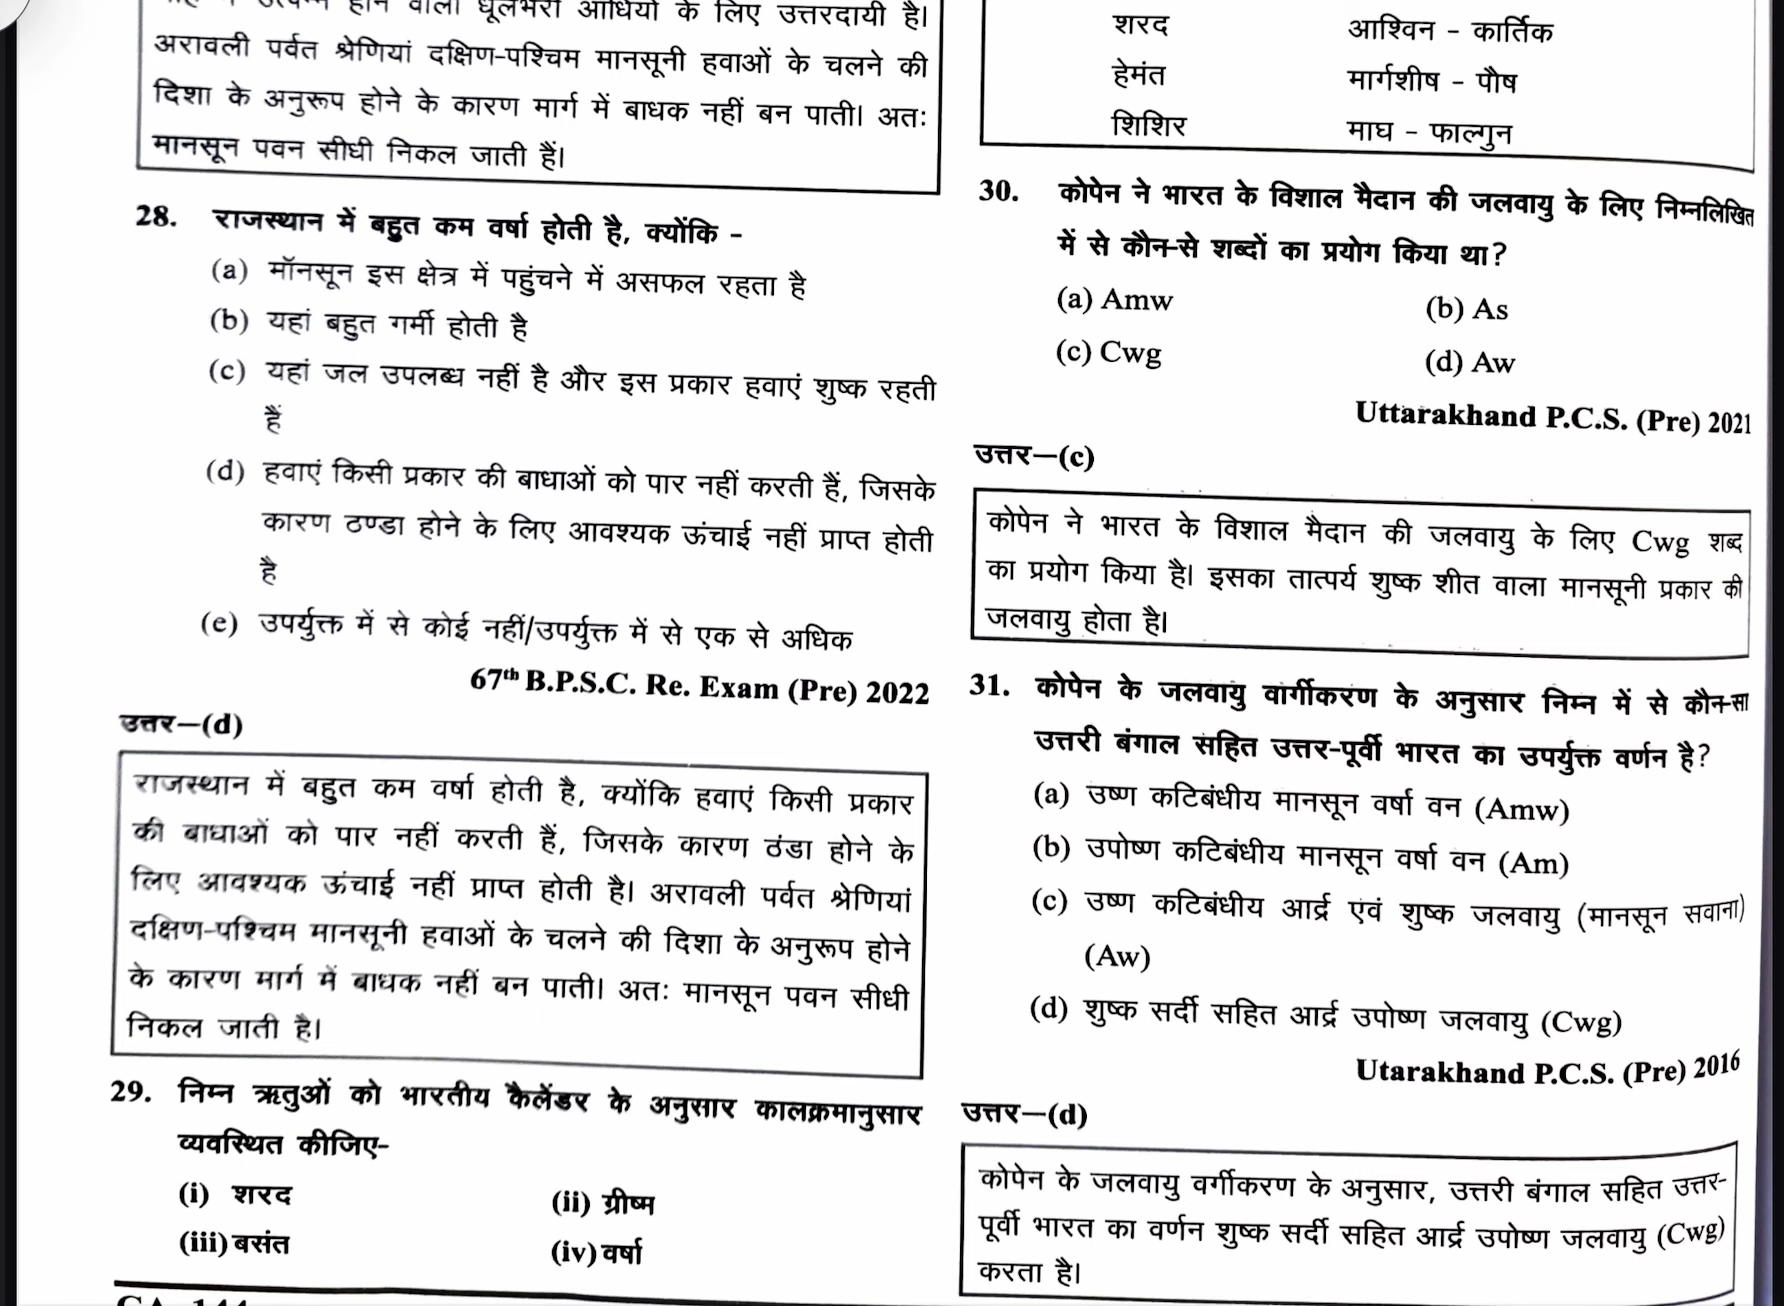 होने वाली धूलभरी आंधियों के लिए उत्तरदायी है।
अरावली पर्वत श्रेणियां दक्षिण-पश्चिम मानसूनी हवाओं के चलने की
दिशा के अनुरूप होने के कारण मार्ग में बाधक नहीं बन पाती। अतः
मानसून पवन सीधी निकल जाती हैं।
28. राजस्थान में बहुत कम वर्षा होती है, क्योंकि -
(a) मॉनसून इस क्षेत्र में पहुंचने में असफल रहता है
(b) यहां बहुत गर्मी होती है
(c) यहां जल उपलब्ध नहीं है और इस प्रकार हवाएं शुष्क रहती
हैं
(d) हवाएं किसी प्रकार की बाधाओं को पार नहीं करती हैं, जिसके
कारण ठण्डा होने के लिए आवश्यक ऊंचाई नहीं प्राप्त होती
है
(e) उपर्युक्त में से कोई नहीं/उपर्युक्त में से एक से अधिक
67th B.P.S.C. Re. Exam (Pre) 2022
उत्तर—(d)
राजस्थान में बहुत कम वर्षा होती है, क्योंकि हवाएं किसी प्रकार
की बाधाओं को पार नहीं करती हैं, जिसके कारण ठंडा होने के
लिए आवश्यक ऊंचाई नहीं प्राप्त होती है। अरावली पर्वत श्रेणियां
दक्षिण-पश्चिम मानसूनी हवाओं के चलने की दिशा के अनुरूप होने
के कारण मार्ग में बाधक नहीं बन पाती। अतः मानसून पवन सीधी
निकल जाती है।
29. निम्न ऋतुओं को भारतीय कैलेंडर के अनुसार कालक्रमानुसार
व्यवस्थित कीजिए-
(i) शरद (ii) ग्रीष्म
(iii) बसंत (iv) वर्षा
शरद आश्विन - कार्तिक
हेमंत मार्गशीष - पौष
शिशिर माघ - फाल्गुन
30. कोपेन ने भारत के विशाल मैदान की जलवायु के लिए निम्नलिखित
में से कौन-से शब्दों का प्रयोग किया था?
(a) Amw (b) As
(c) Cwg (d) Aw
Uttarakhand P.C.S. (Pre) 2021
उत्तर—(c)
कोपेन ने भारत के विशाल मैदान की जलवायु के लिए Cwg शब्द
का प्रयोग किया है। इसका तात्पर्य शुष्क शीत वाला मानसूनी प्रकार की
जलवायु होता है।
31. कोपेन के जलवायु वार्गीकरण के अनुसार निम्न में से कौन-सा
उत्तरी बंगाल सहित उत्तर-पूर्वी भारत का उपर्युक्त वर्णन है?
(a) उष्ण कटिबंधीय मानसून वर्षा वन (Amw)
(b) उपोष्ण कटिबंधीय मानसून वर्षा वन (Am)
(c) उष्ण कटिबंधीय आर्द्र एवं शुष्क जलवायु (मानसून सवाना)
(Aw)
(d) शुष्क सर्दी सहित आर्द्र उपोष्ण जलवायु (Cwg)
Utarakhand P.C.S. (Pre) 2016
उत्तर—(d)
कोपेन के जलवायु वर्गीकरण के अनुसार, उत्तरी बंगाल सहित उत्तर-
पूर्वी भारत का वर्णन शुष्क सर्दी सहित आर्द्र उपोष्ण जलवायु (Cwg)
करता है।